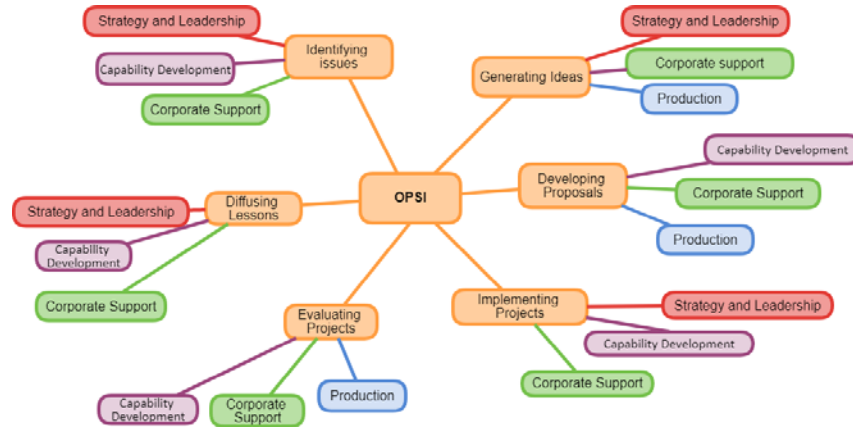 Strategy and Leadership
Capability Development
Corporate Support
Identifying
issues
Generating Ideas
Strategy and Leadership
Corporate support
Production
OPSI
Developing
Proposals
Capability Development
Corporate Support
Production
Diffusing
Lessons
Strategy and Leadership
Capability
Development
Corporate Support
Implementing
Projects
Strategy and Leadership
Capability Development
Corporate Support
Evaluating
Projects
Capability
Development
Corporate
Support
Production